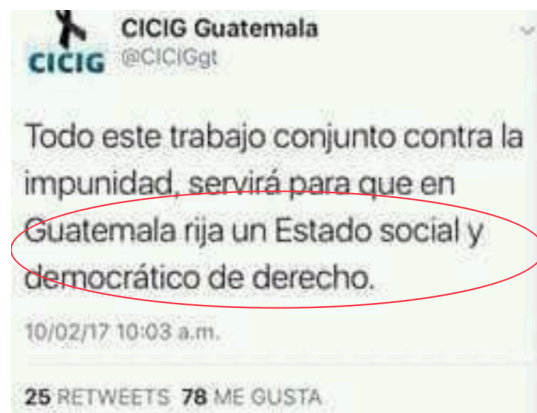 CICIG Guatemala
CICIG @CICIGgt
Todo este trabajo conjunto contra la
impunidad, servirá para que en
Guatemala rija un Estado social y
democrático de derecho.
10/02/17 10:03 a.m.
25 RETWEETS 78 ME GUSTA